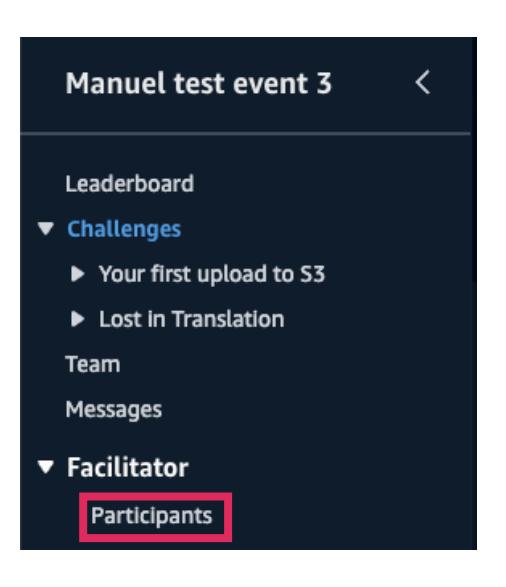 Manuel test event 3
Leaderboard
Challenges
Your first upload to S3
Lost in Translation
Team
Messages
Facilitator
Participants